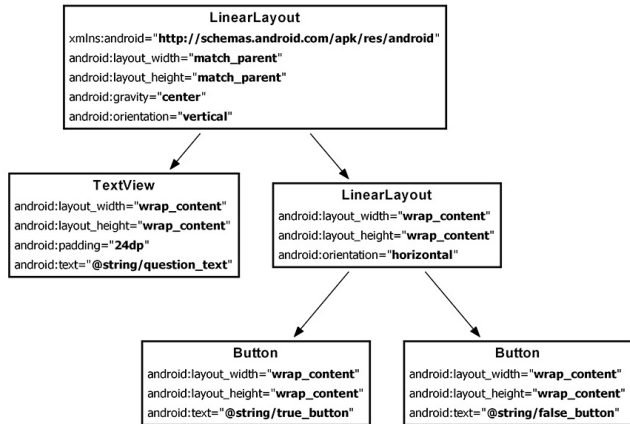 LinearLayout
xmlns:android="http://schemas.android.com/apk/res/android"
android:layout_width="match_parent"
android:layout_height="match_parent"
android:gravity="center"
android:orientation="vertical"
TextView
android:layout_width="wrap_content"
android:layout_height="wrap_content"
android:padding="24dp"
android:text="@string/question_text"
LinearLayout
android:layout_width="wrap_content"
android:layout_height="wrap_content"
android:orientation="horizontal"
Button
android:layout_width="wrap_content"
android:layout_height="wrap_content"
android:text="@string/true_button"
Button
android:layout_width="wrap_content"
android:layout_height="wrap_content"
android:text="@string/false_button"